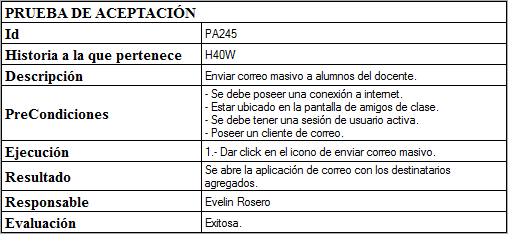 PRUEBA DE ACEPTACIÓN
Id PA245
Historia a la que pertenece H40W
Descripción Enviar correo masivo a alumnos del docente.
PreCondiciones - Se debe poseer una conexión a internet.
- Estar ubicado en la pantalla de amigos de clase.
- Se debe tener una sesión de usuario activa.
- Poseer un cliente de correo.
Ejecución 1.- Dar click en el icono de enviar correo masivo.
Resultado Se abre la aplicación de correo con los destinatarios
agregados.
Responsable Evelin Rosero
Evaluación Exitosa.